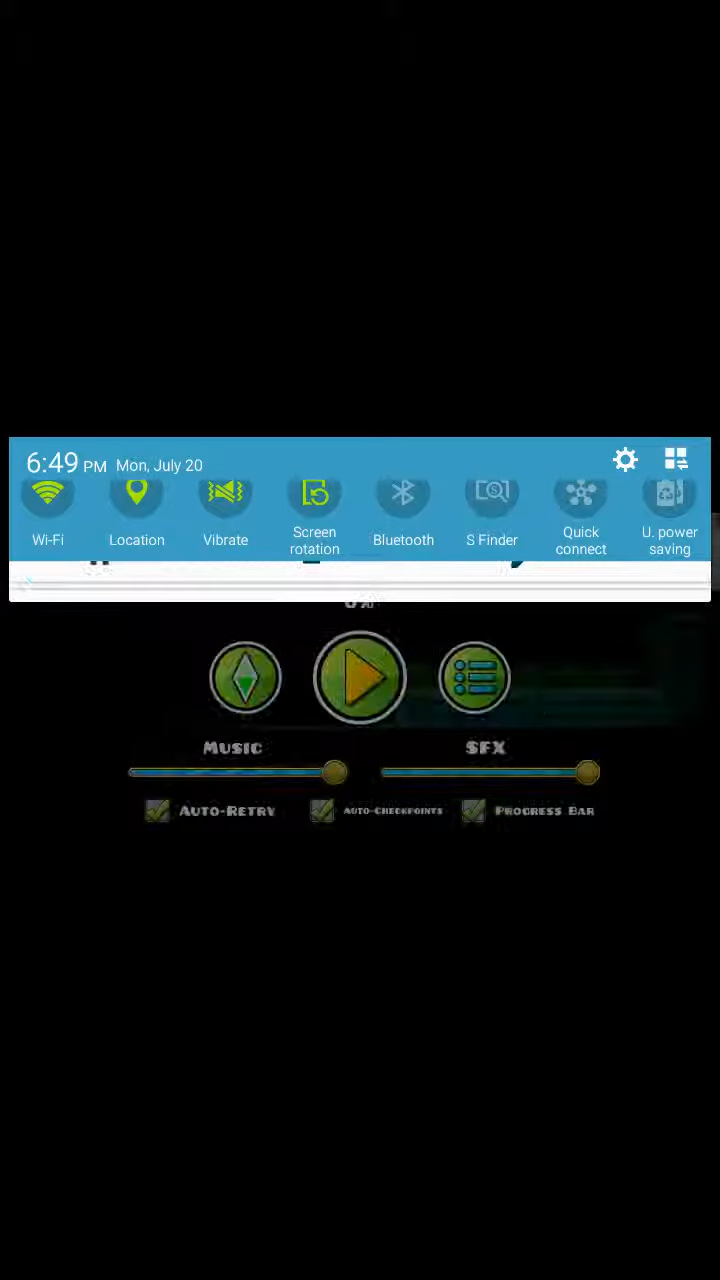 6:49 PM Mon, July 20
Wi-Fi
Location
Vibrate
Screen
rotation
Bluetooth
S Finder
Quick
connect
U. power
saving
MUSIC
SFX
AUTO-RETRY
AUTO-CHECKPOINTS
PROGRESS BAR